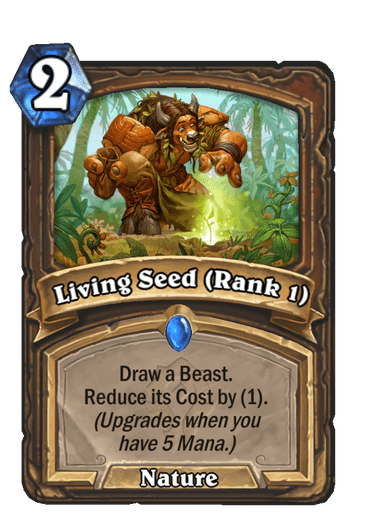 2
Living Seed (Rank 1)
Draw a Beast.
Reduce its Cost by (1).
(Upgrades when you
have 5 Mana.)
Nature